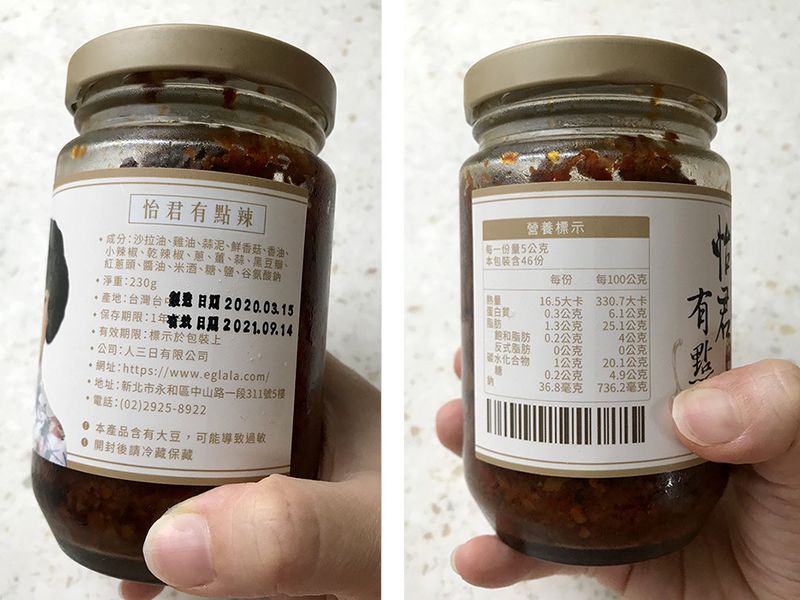 怡君有點辣
•成分:沙拉油、雞油、蒜泥、鮮香菇、香油、
小辣椒、乾辣椒、蔥、薑、蒜、黑豆瓣、
紅蔥頭、醬油、米酒、糖、鹽、谷氨酸鈉
•淨重:230g
•產地:台灣台中
製造日期 2020.03.15
•保存期限:1年
有效日期 2021.09.14
•有效期限:標示於包裝上
•公司:人三日有限公司
•網址:https://www.eglala.com/
•地址:新北市永和區中山路一段311號5樓
•電話:(02)2925-8922
本產品含有大豆,可能導致過敏
開封後請冷藏保藏
營養標示
每一份量5公克
本包裝含46份
每份 每100公克
熱量 16.5大卡 330.7大卡
蛋白質 0.3公克 6.1公克
脂肪 1.3公克 25.1公克
飽和脂肪 0.2公克 4公克
反式脂肪 0公克 0公克
碳水化合物 1公克 20.1公克
糖 0.2公克 4.9公克
鈉 36.8毫克 736.2毫克
怡君
有點